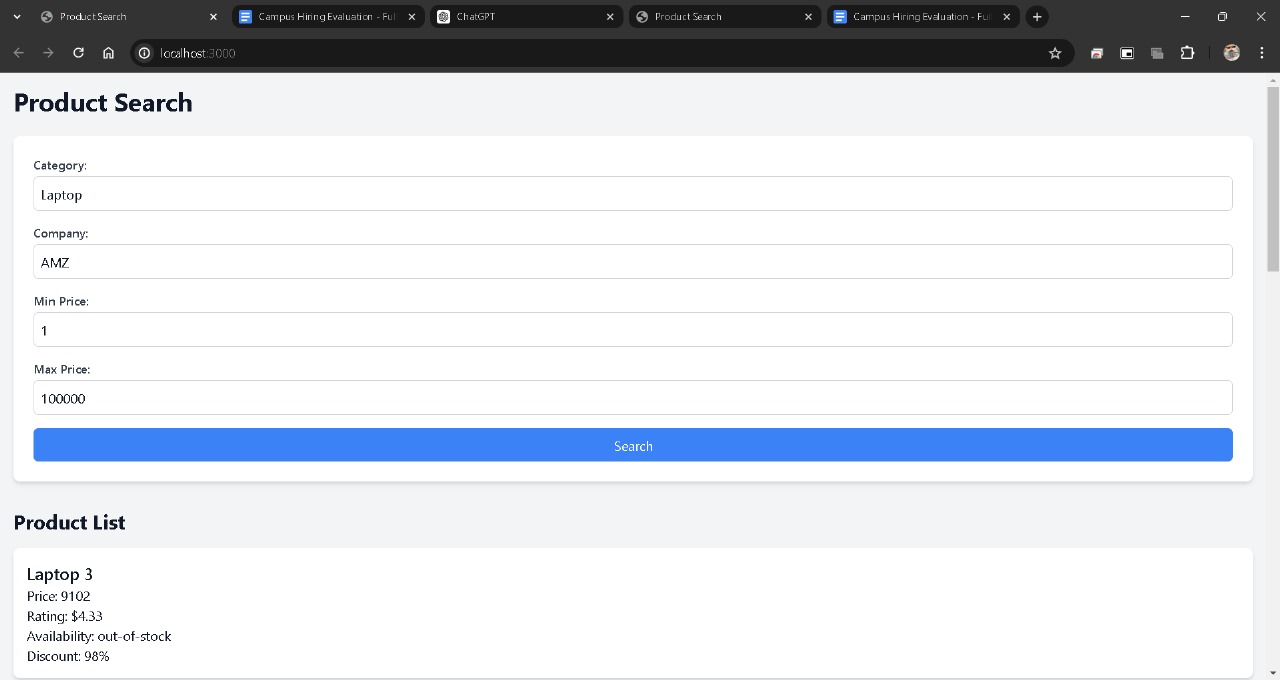 Product Search
Campus Hiring Evaluation - Ful
ChatGPT
Product Search
Campus Hiring Evaluation - Full
localhost:3000
Product Search
Category:
Laptop
Company:
AMZ
Min Price:
1
Max Price:
100000
Search
Product List
Laptop 3
Price: 9102
Rating: $4.33
Availability: out-of-stock
Discount: 98%